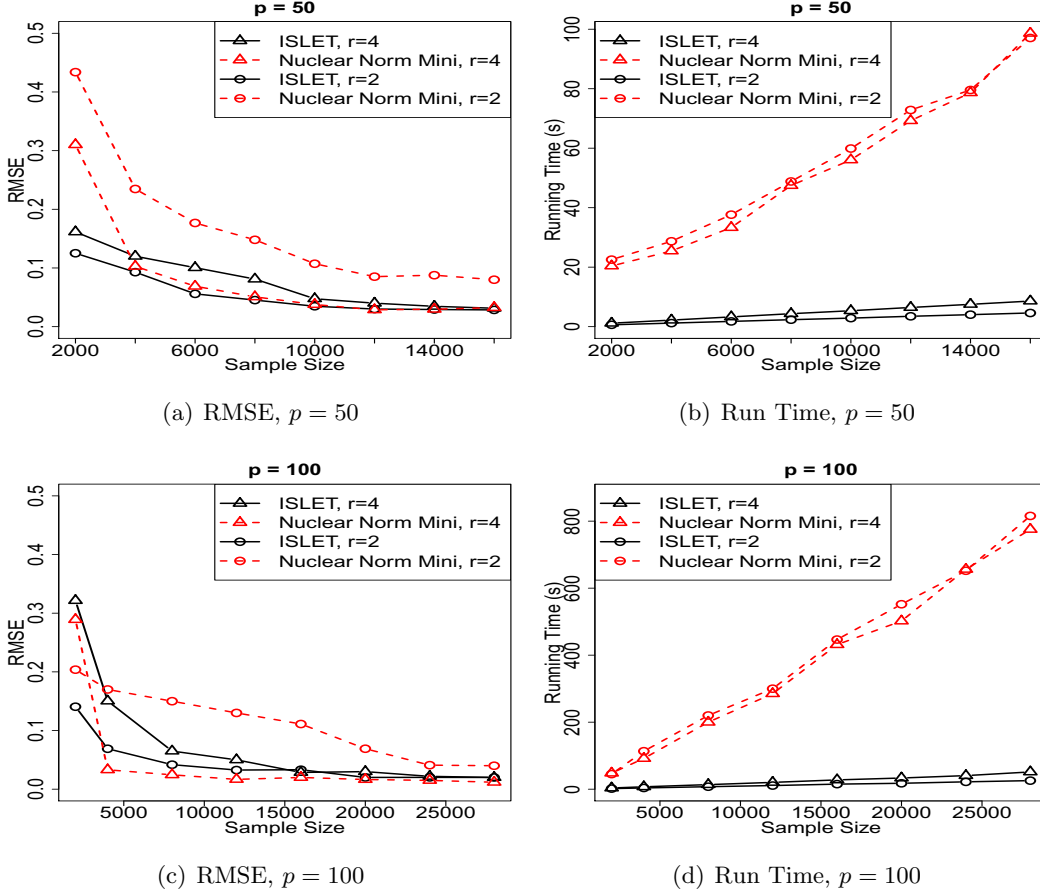 p = 50
ISLET, r=4
Nuclear Norm Mini, r=4
ISLET, r=2
Nuclear Norm Mini, r=2
RMSE
0.0
0.1
0.2
0.3
0.4
0.5
2000
6000
10000
14000
Sample Size
(a) RMSE, p = 50
p = 50
ISLET, r=4
Nuclear Norm Mini, r=4
ISLET, r=2
Nuclear Norm Mini, r=2
Running Time (s)
0
20
40
60
80
100
2000
6000
10000
14000
Sample Size
(b) Run Time, p = 50
p = 100
ISLET, r=4
Nuclear Norm Mini, r=4
ISLET, r=2
Nuclear Norm Mini, r=2
RMSE
0.0
0.1
0.2
0.3
0.4
0.5
5000
10000
15000
20000
25000
Sample Size
(c) RMSE, p = 100
p = 100
ISLET, r=4
Nuclear Norm Mini, r=4
ISLET, r=2
Nuclear Norm Mini, r=2
Running Time (s)
0
200
400
600
800
5000
10000
15000
20000
25000
Sample Size
(d) Run Time, p = 100